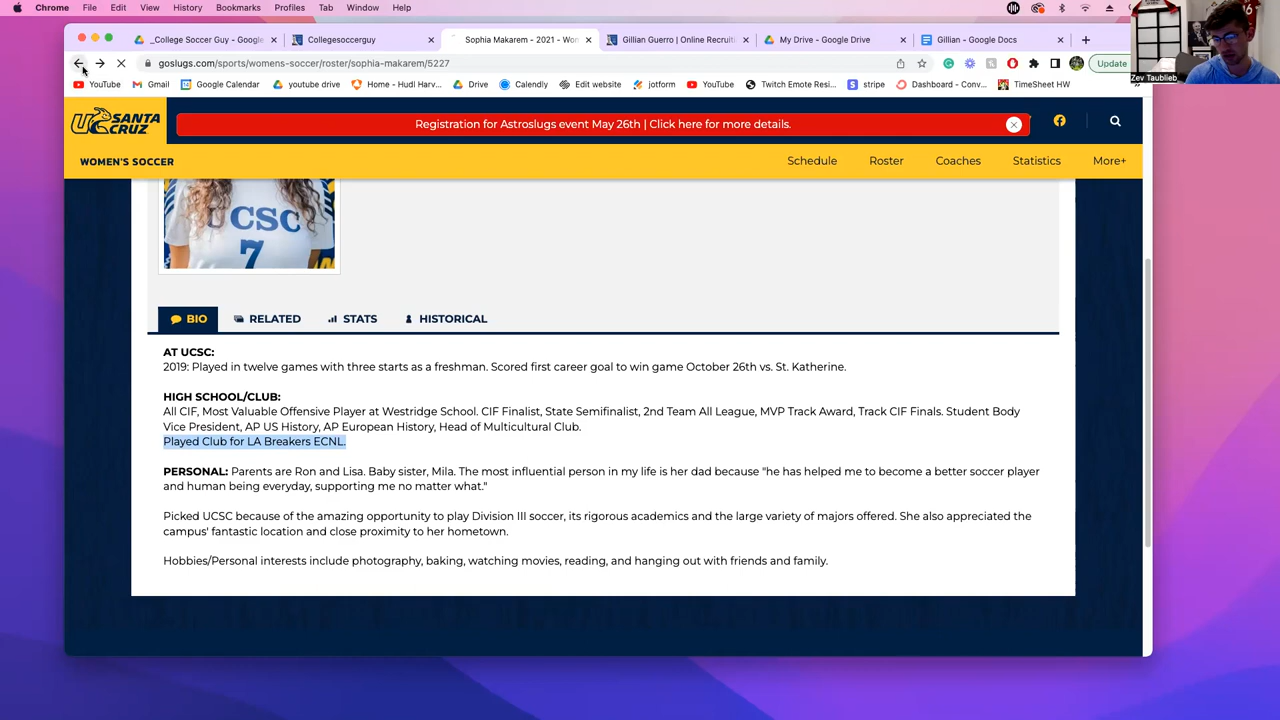 Chrome File Edit View History Bookmarks Profiles Tab Window Help
_College Soccer Guy - Google Collegesoccerguy Sophia Makarem - 2021 - Wom Gillian Guerro | Online Recruiti My Drive - Google Drive Gillian - Google Docs
goslugs.com/sports/womens-soccer/roster/sophia-makarem/5227 Update
YouTube Gmail Google Calendar youtube drive Home - Hudi Harv... Drive Calendly Edit website jotform YouTube Twitch Emote Resi... stripe Dashboard - Conv... TimeSheet HW
Zev Taublieb
UC SANTA CRUZ
Registration for Astroslugs event May 26th | Click here for more details.
WOMEN'S SOCCER Schedule Roster Coaches Statistics More+
UCSC
7
BIO RELATED STATS HISTORICAL
AT UCSC:
2019: Played in twelve games with three starts as a freshman. Scored first career goal to win game October 26th vs. St. Katherine.
HIGH SCHOOL/CLUB:
All CIF, Most Valuable Offensive Player at Westridge School. CIF Finalist, State Semifinalist, 2nd Team All League, MVP Track Award, Track CIF Finals. Student Body
Vice President, AP US History, AP European History, Head of Multicultural Club.
Played Club for LA Breakers ECNL.
PERSONAL: Parents are Ron and Lisa. Baby sister, Mila. The most influential person in my life is her dad because "he has helped me to become a better soccer player
and human being everyday, supporting me no matter what."
Picked UCSC because of the amazing opportunity to play Division III soccer, its rigorous academics and the large variety of majors offered. She also appreciated the
campus' fantastic location and close proximity to her hometown.
Hobbies/Personal interests include photography, baking, watching movies, reading, and hanging out with friends and family.